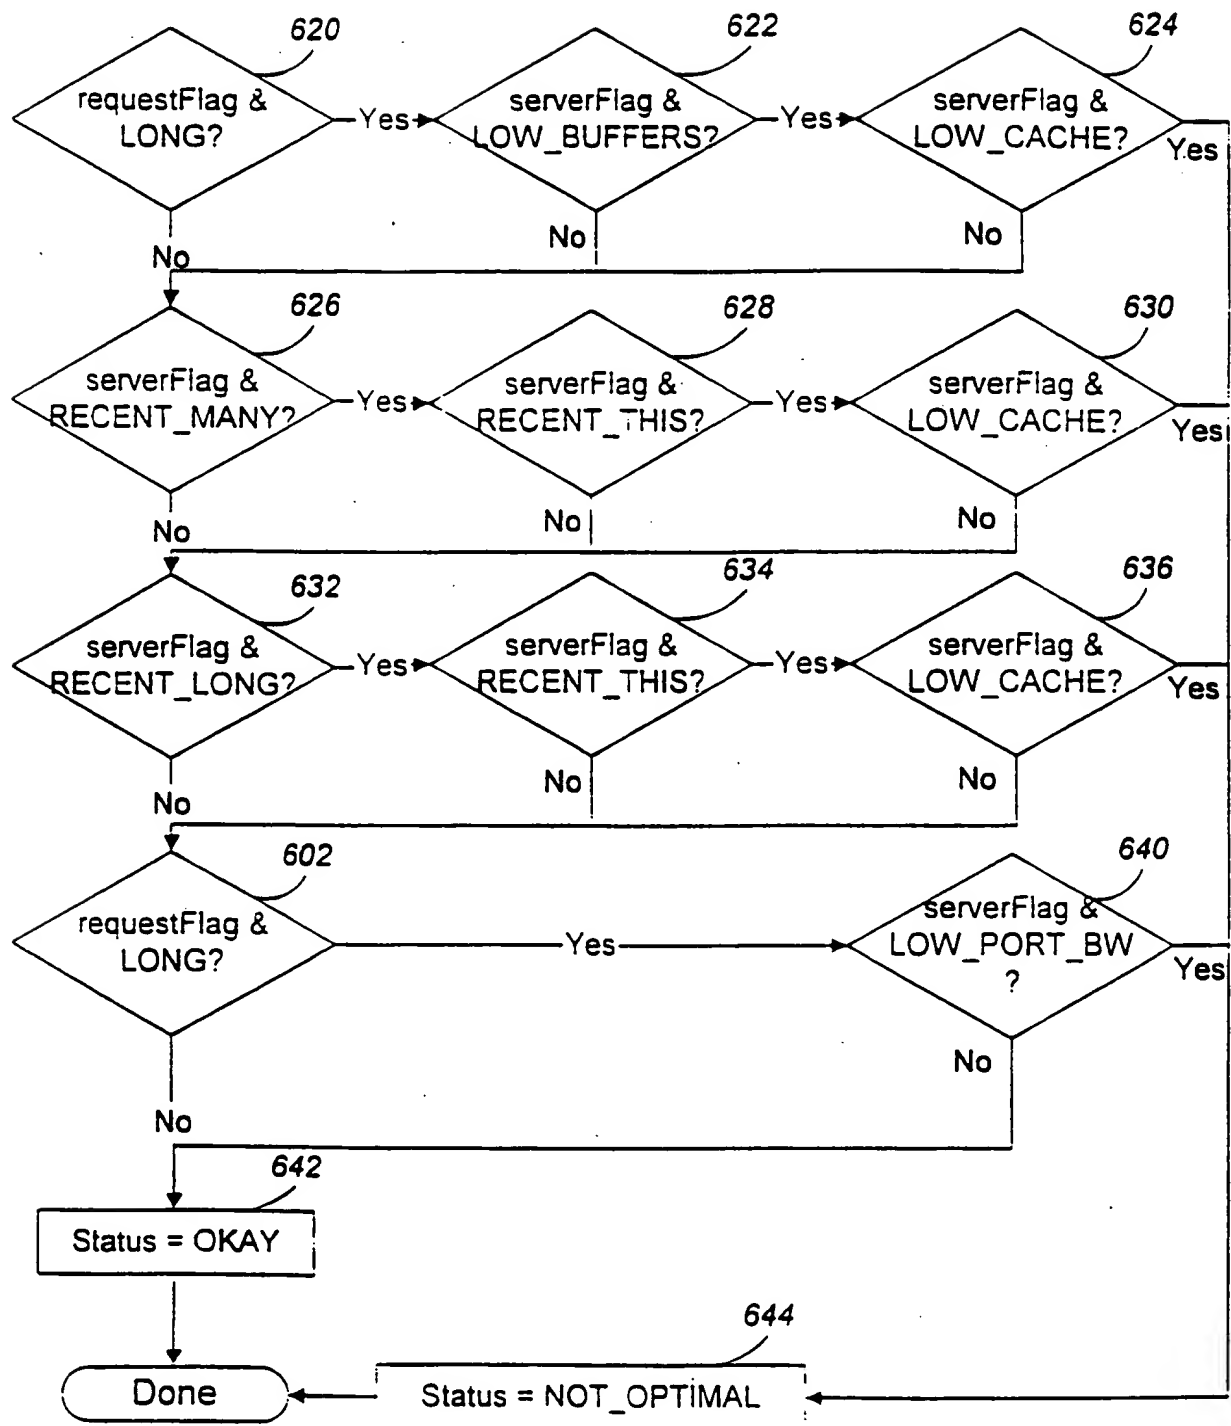 620
622
624
requestFlag &
LONG?
Yes
serverFlag &
LOW_BUFFERS?
Yes
serverFlag &
LOW_CACHE?
Yes
No
No
No
626
628
630
serverFlag &
RECENT_MANY?
Yes
serverFlag &
RECENT_THIS?
Yes
serverFlag &
LOW_CACHE?
Yes
No
No
No
632
634
636
serverFlag &
RECENT_LONG?
Yes
serverFlag &
RECENT_THIS?
Yes
serverFlag &
LOW_CACHE?
Yes
No
No
No
602
640
requestFlag &
LONG?
Yes
serverFlag &
LOW_PORT_BW
?
Yes
No
No
642
Status = OKAY
644
Done
Status = NOT_OPTIMAL